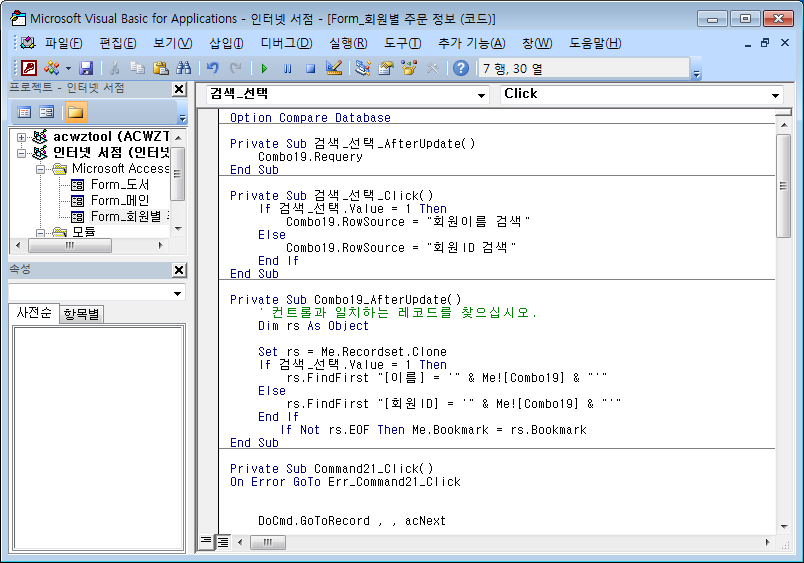 Microsoft Visual Basic for Applications - 인터넷 서점 - [Form_회원별 주문 정보 (코드)]
파일(F) 편집(E) 보기(V) 삽입(I) 디버그(D) 실행(R) 도구(T) 추가 기능(A) 창(W) 도움말(H)
7 행, 30 열
프로젝트 - 인터넷 서점
acwztool (ACWZT
인터넷 서점 (인터넷
Microsoft Access
Form_도서
Form_메인
Form_회원별
모듈
속성
사전순 항목별
검색_선택 Click
Option Compare Database
Private Sub 검색_선택_AfterUpdate()
Combo19.Requery
End Sub
Private Sub 검색_선택_Click()
If 검색_선택.Value = 1 Then
Combo19.RowSource = "회원이름 검색"
Else
Combo19.RowSource = "회원ID 검색"
End If
End Sub
Private Sub Combo19_AfterUpdate()
' 컨트롤과 일치하는 레코드를 찾으십시오.
Dim rs As Object
Set rs = Me.Recordset.Clone
If 검색_선택.Value = 1 Then
rs.FindFirst "[이름] = '" & Me![Combo19] & "'"
Else
rs.FindFirst "[회원ID] = '" & Me![Combo19] & "'"
End If
If Not rs.EOF Then Me.Bookmark = rs.Bookmark
End Sub
Private Sub Command21_Click()
On Error GoTo Err_Command21_Click
DoCmd.GoToRecord , , acNext